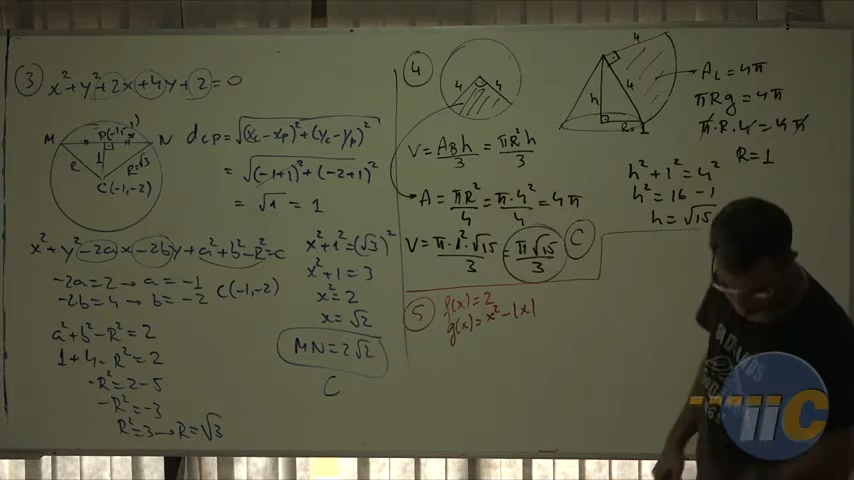 3
x²+y²+2x+4y+2=0
M P(-1,-1) N
1
R R=√3
C(-1,-2)
dcp=√(xc-xp)²+(yc-yp)²
=√(-1+1)²+(-2+1)²
=√1=1
x²+y²-2ax-2by+a²+b²-R²=c
-2a=2→a=-1
-2b=4→b=-2
C(-1,-2)
a²+b²-R²=2
1+4-R²=2
-R²=2-5
-R²=-3
R²=3→R=√3
x²+1²=(√3)²
x²+1=3
x²=2
x=√2
MN=2√2
C
4
4 4
V=ABh/3=πR²h/3
A=πR²/4=π.4²/4=4π
V=π.1².√15/3=π√15/3
C
4
4
h
R=1
AL=4π
πRg=4π
π.R.4=4π
R=1
h²+1²=4²
h²=16-1
h=√15
5
f(x)=2
g(x)=x²-|x|
iiC